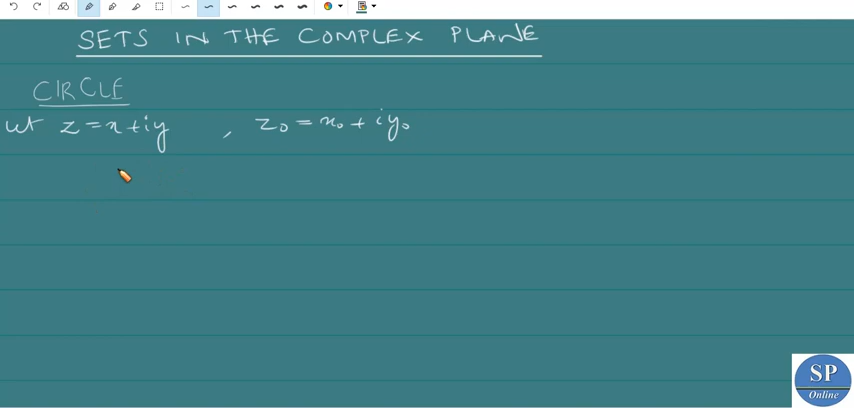 SETS IN THE COMPLEX PLANE
CIRCLE
let z = x + iy , z₀ = x₀ + iy₀
SP
Online